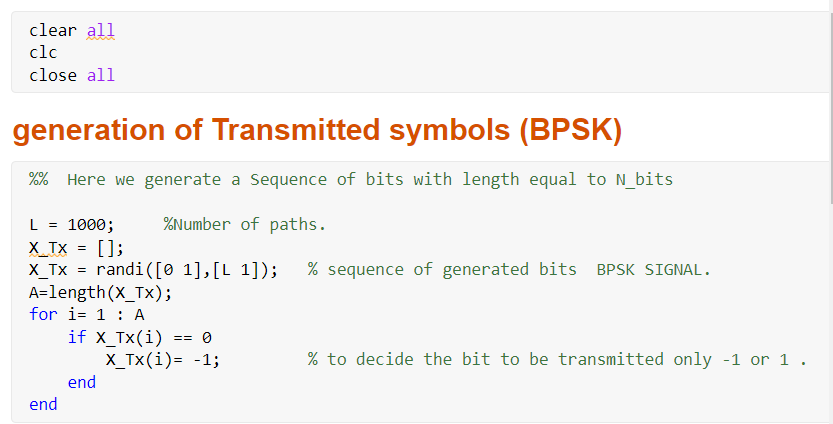 clear all
clc
close all
generation of Transmitted symbols (BPSK)
%%  Here we generate a Sequence of bits with length equal to N_bits
L = 1000;     %Number of paths.
X_Tx = [];
X_Tx = randi([0 1],[L 1]);   % sequence of generated bits  BPSK SIGNAL.
A=length(X_Tx);
for i= 1 : A
    if X_Tx(i) == 0
        X_Tx(i)= -1;         % to decide the bit to be transmitted only -1 or 1 .
    end
end